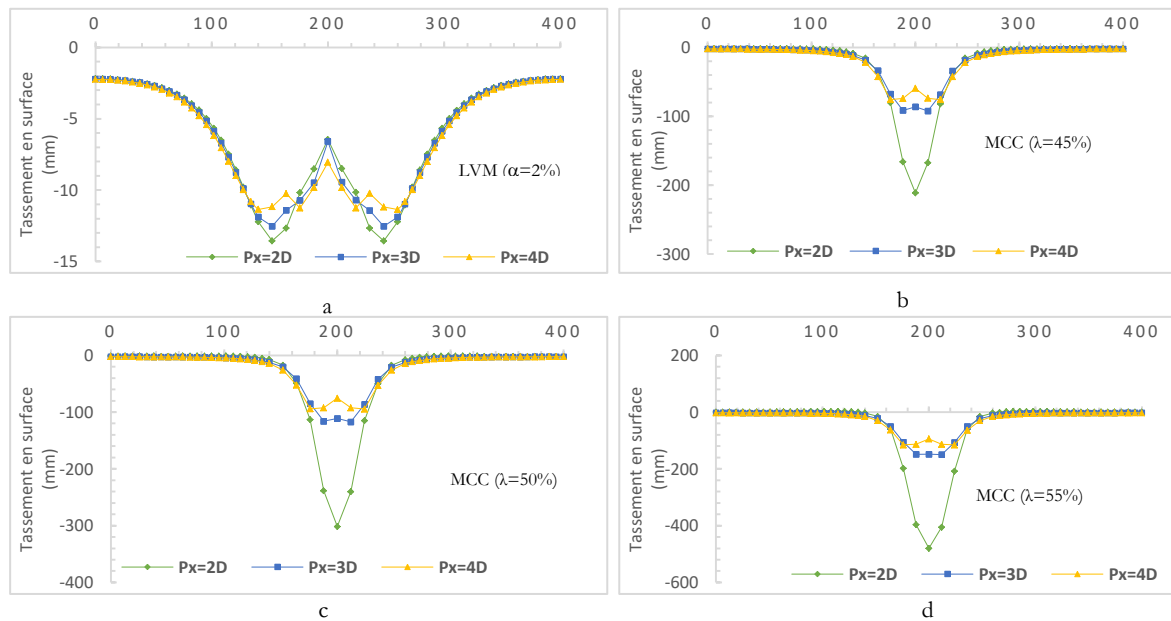 0 100 200 300 400
0
-5
-10
-15
Tassement en surface
(mm)
LVM (α=2%)
Px=2D Px=3D Px=4D
a
0 100 200 300 400
0
-100
-200
-300
Tassement en surface
(mm)
MCC (λ=45%)
Px=2D Px=3D Px=4D
b
0 100 200 300 400
0
-100
-200
-300
-400
Tassement en surface
(mm)
MCC (λ=50%)
Px=2D Px=3D Px=4D
c
0 100 200 300 400
200
0
-200
-400
-600
Tassement en surface
(mm)
MCC (λ=55%)
Px=2D Px=3D Px=4D
d